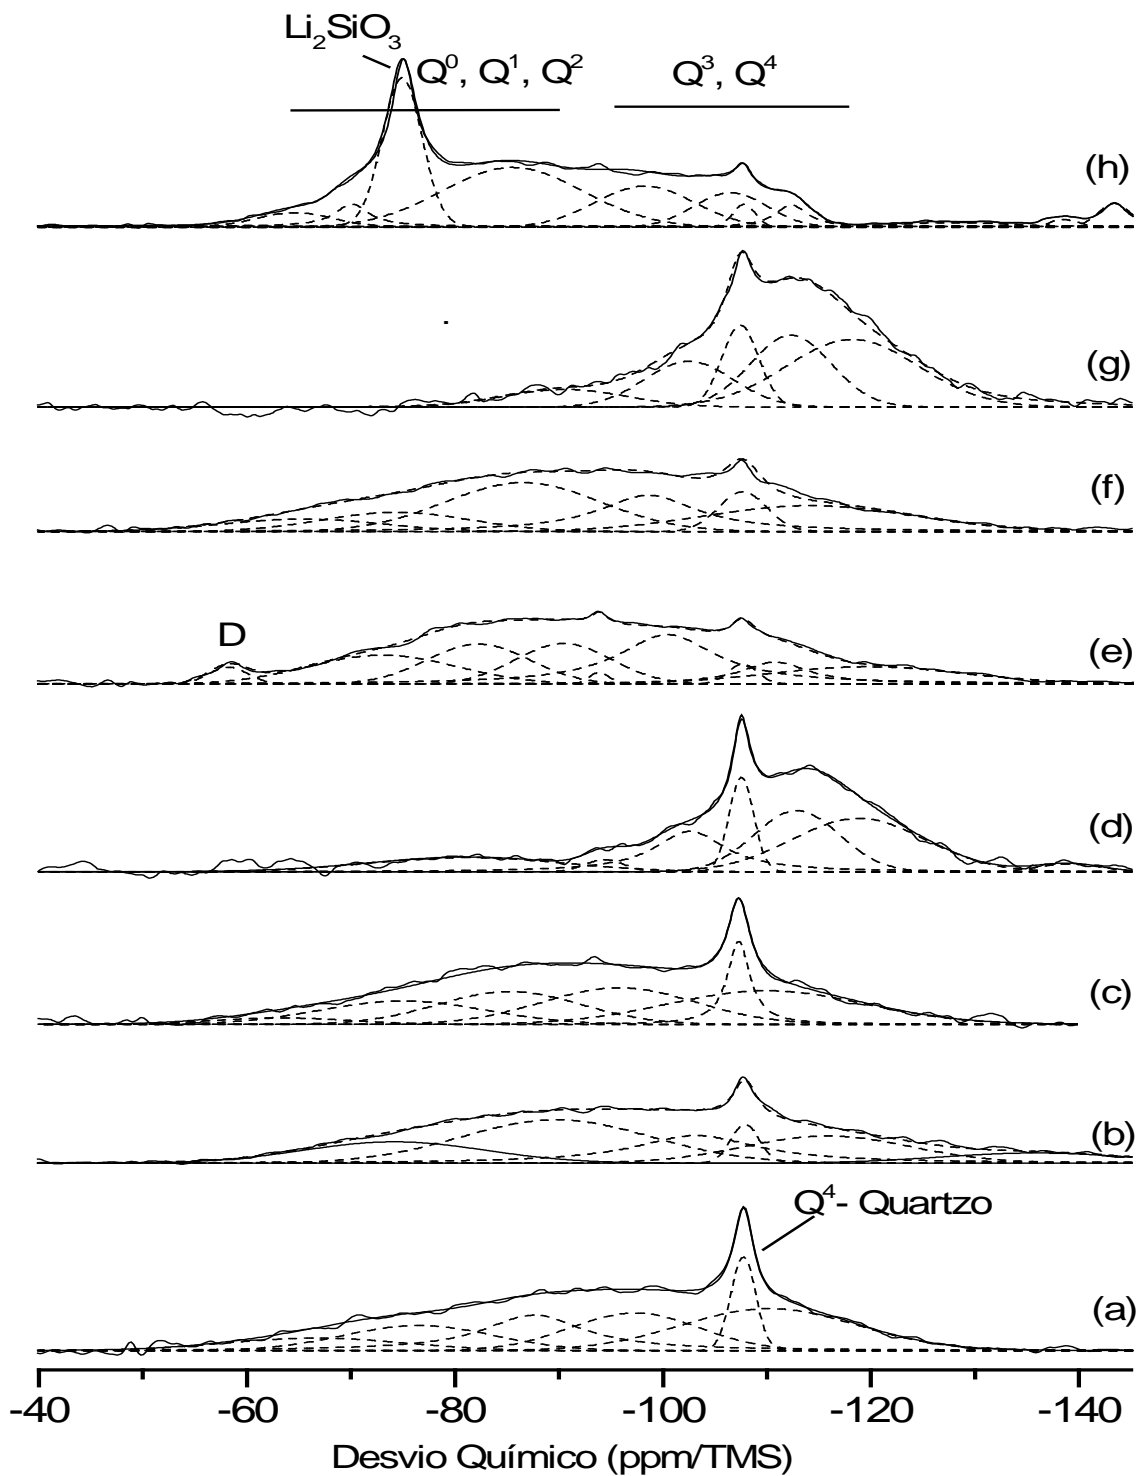 Li₂SiO₃
Q⁰, Q¹, Q²
Q³, Q⁴
(h)
(g)
(f)
D
(e)
(d)
(c)
(b)
Q⁴- Quartzo
(a)
-40 -60 -80 -100 -120 -140
Desvio Químico (ppm/TMS)